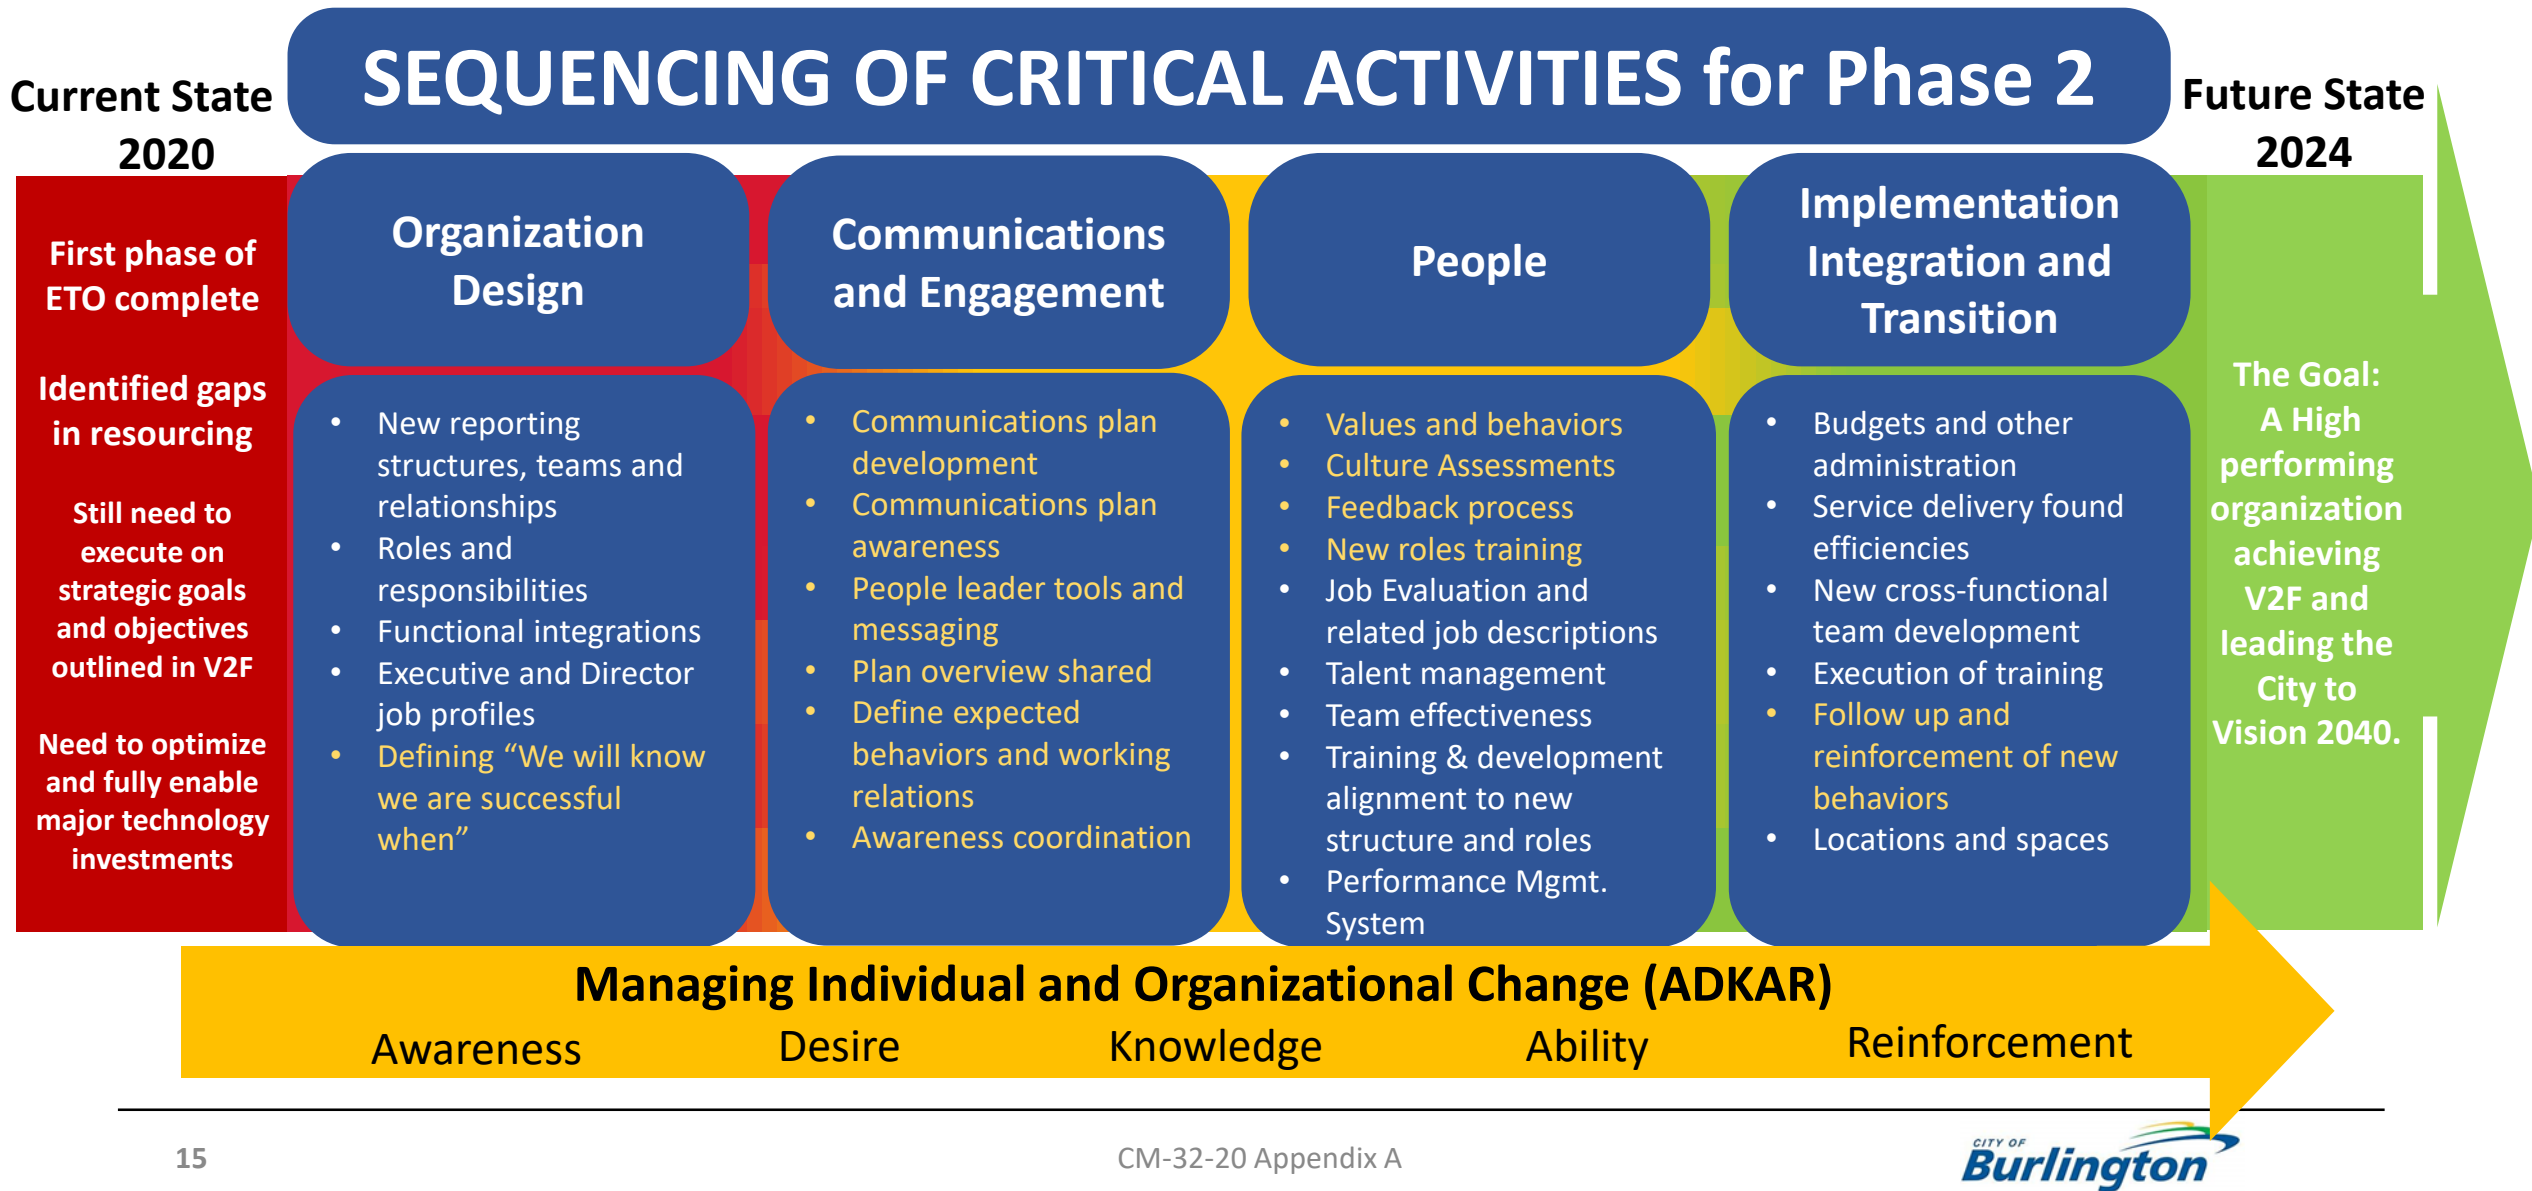 SEQUENCING OF CRITICAL ACTIVITIES for Phase 2
Current State
2020
Future State
2024
First phase of
ETO complete
Identified gaps
in resourcing
Still need to
execute on
strategic goals
and objectives
outlined in V2F
Need to optimize
and fully enable
major technology
investments
Organization
Design
• New reporting
structures, teams and
relationships
• Roles and
responsibilities
• Functional integrations
• Executive and Director
job profiles
• Defining “We will know
we are successful
when”
Communications
and Engagement
• Communications plan
development
• Communications plan
awareness
• People leader tools and
messaging
• Plan overview shared
• Define expected
behaviors and working
relations
• Awareness coordination
People
• Values and behaviors
• Culture Assessments
• Feedback process
• New roles training
• Job Evaluation and
related job descriptions
• Talent management
• Team effectiveness
• Training & development
alignment to new
structure and roles
• Performance Mgmt.
System
Implementation
Integration and
Transition
• Budgets and other
administration
• Service delivery found
efficiencies
• New cross-functional
team development
• Execution of training
• Follow up and
reinforcement of new
behaviors
• Locations and spaces
The Goal:
A High
performing
organization
achieving
V2F and
leading the
City to
Vision 2040.
Managing Individual and Organizational Change (ADKAR)
Awareness Desire Knowledge Ability Reinforcement
15
CM-32-20 Appendix A
CITY OF
Burlington